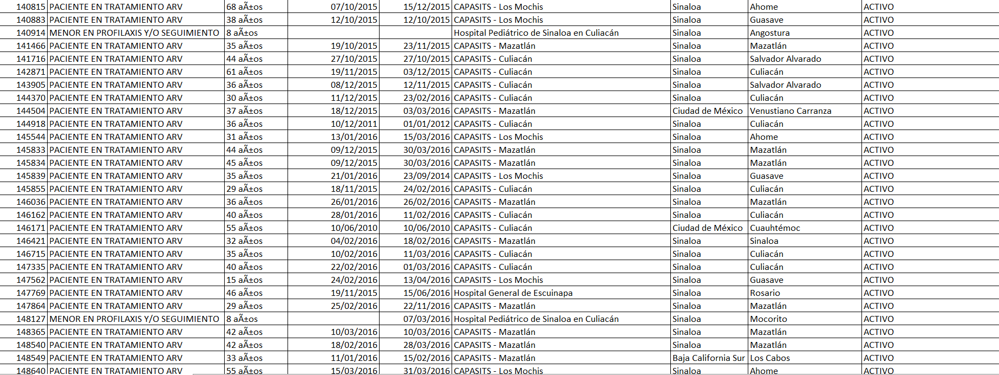 140815 PACIENTE EN TRATAMIENTO ARV 68 aÃ±os 07/10/2015 15/12/2015 CAPASITS - Los Mochis Sinaloa Ahome ACTIVO
140883 PACIENTE EN TRATAMIENTO ARV 38 aÃ±os 12/10/2015 12/10/2015 CAPASITS - Los Mochis Sinaloa Guasave ACTIVO
140914 MENOR EN PROFILAXIS Y/O SEGUIMIENTO 8 aÃ±os Hospital Pediátrico de Sinaloa en Culiacán Sinaloa Angostura ACTIVO
141466 PACIENTE EN TRATAMIENTO ARV 35 aÃ±os 19/10/2015 23/11/2015 CAPASITS - Mazatlán Sinaloa Mazatlán ACTIVO
141716 PACIENTE EN TRATAMIENTO ARV 44 aÃ±os 27/10/2015 27/10/2015 CAPASITS - Culiacán Sinaloa Salvador Alvarado ACTIVO
142871 PACIENTE EN TRATAMIENTO ARV 61 aÃ±os 19/11/2015 03/12/2015 CAPASITS - Culiacán Sinaloa Culiacán ACTIVO
143905 PACIENTE EN TRATAMIENTO ARV 36 aÃ±os 08/12/2015 12/11/2015 CAPASITS - Culiacán Sinaloa Salvador Alvarado ACTIVO
144370 PACIENTE EN TRATAMIENTO ARV 30 aÃ±os 11/12/2015 23/02/2016 CAPASITS - Culiacán Sinaloa Culiacán ACTIVO
144504 PACIENTE EN TRATAMIENTO ARV 37 aÃ±os 18/12/2015 03/03/2016 CAPASITS - Mazatlán Ciudad de México Venustiano Carranza ACTIVO
144918 PACIENTE EN TRATAMIENTO ARV 36 aÃ±os 10/12/2011 01/01/2012 CAPASITS - Culiacán Sinaloa Culiacán ACTIVO
145544 PACIENTE EN TRATAMIENTO ARV 31 aÃ±os 13/01/2016 15/03/2016 CAPASITS - Los Mochis Sinaloa Ahome ACTIVO
145833 PACIENTE EN TRATAMIENTO ARV 44 aÃ±os 09/12/2015 30/03/2016 CAPASITS - Mazatlán Sinaloa Mazatlán ACTIVO
145834 PACIENTE EN TRATAMIENTO ARV 45 aÃ±os 09/12/2015 30/03/2016 CAPASITS - Mazatlán Sinaloa Mazatlán ACTIVO
145839 PACIENTE EN TRATAMIENTO ARV 35 aÃ±os 21/01/2016 23/09/2014 CAPASITS - Los Mochis Sinaloa Guasave ACTIVO
145855 PACIENTE EN TRATAMIENTO ARV 29 aÃ±os 18/11/2015 24/02/2016 CAPASITS - Culiacán Sinaloa Culiacán ACTIVO
146036 PACIENTE EN TRATAMIENTO ARV 36 aÃ±os 26/01/2016 26/02/2016 CAPASITS - Mazatlán Sinaloa Mazatlán ACTIVO
146162 PACIENTE EN TRATAMIENTO ARV 40 aÃ±os 28/01/2016 11/02/2016 CAPASITS - Culiacán Sinaloa Culiacán ACTIVO
146171 PACIENTE EN TRATAMIENTO ARV 55 aÃ±os 10/06/2010 10/06/2010 CAPASITS - Culiacán Ciudad de México Cuauhtémoc ACTIVO
146421 PACIENTE EN TRATAMIENTO ARV 32 aÃ±os 04/02/2016 18/02/2016 CAPASITS - Mazatlán Sinaloa Sinaloa ACTIVO
146715 PACIENTE EN TRATAMIENTO ARV 35 aÃ±os 10/02/2016 11/03/2016 CAPASITS - Culiacán Sinaloa Culiacán ACTIVO
147335 PACIENTE EN TRATAMIENTO ARV 40 aÃ±os 22/02/2016 01/03/2016 CAPASITS - Culiacán Sinaloa Culiacán ACTIVO
147562 PACIENTE EN TRATAMIENTO ARV 15 aÃ±os 24/02/2016 13/04/2016 CAPASITS - Los Mochis Sinaloa Guasave ACTIVO
147769 PACIENTE EN TRATAMIENTO ARV 46 aÃ±os 19/11/2015 15/06/2016 Hospital General de Escuinapa Sinaloa Rosario ACTIVO
147864 PACIENTE EN TRATAMIENTO ARV 29 aÃ±os 25/02/2016 22/11/2016 CAPASITS - Mazatlán Sinaloa Mazatlán ACTIVO
148127 MENOR EN PROFILAXIS Y/O SEGUIMIENTO 8 aÃ±os 07/03/2016 Hospital Pediátrico de Sinaloa en Culiacán Sinaloa Mocorito ACTIVO
148365 PACIENTE EN TRATAMIENTO ARV 42 aÃ±os 10/03/2016 10/03/2016 CAPASITS - Mazatlán Sinaloa Mazatlán ACTIVO
148540 PACIENTE EN TRATAMIENTO ARV 42 aÃ±os 18/02/2016 28/03/2016 CAPASITS - Mazatlán Sinaloa Mazatlán ACTIVO
148549 PACIENTE EN TRATAMIENTO ARV 33 aÃ±os 11/01/2016 15/02/2016 CAPASITS - Mazatlán Baja California Sur Los Cabos ACTIVO
148640 PACIENTE EN TRATAMIENTO ARV 55 aÃ±os 15/03/2016 31/03/2016 CAPASITS - Los Mochis Sinaloa Ahome ACTIVO